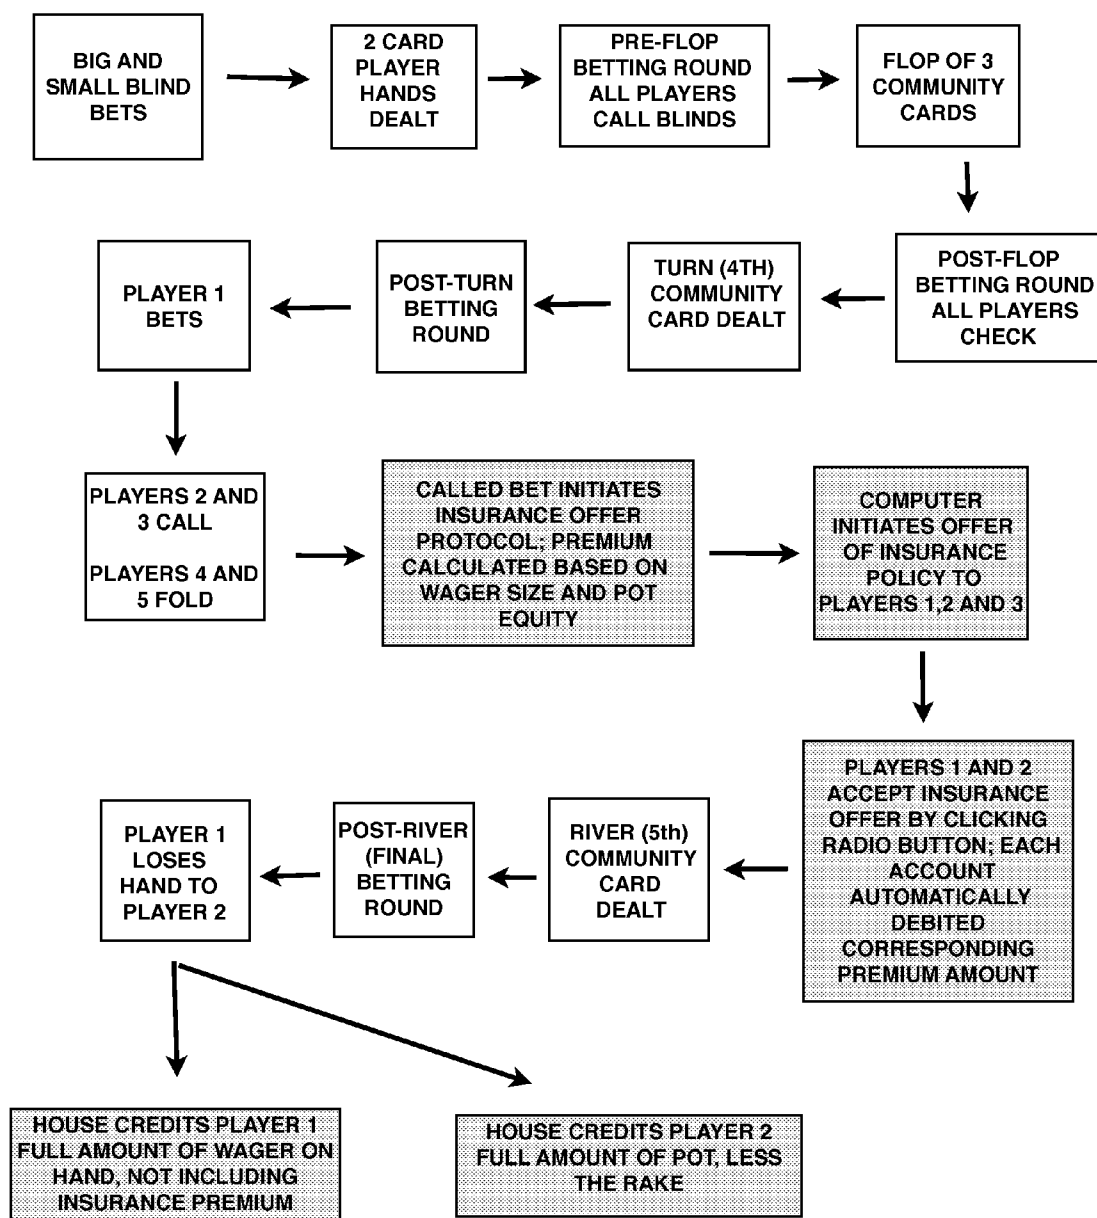 BIG AND
SMALL BLIND
BETS
2 CARD
PLAYER
HANDS
DEALT
PRE-FLOP
BETTING ROUND
ALL PLAYERS
CALL BLINDS
FLOP OF 3
COMMUNITY
CARDS
POST-FLOP
BETTING ROUND
ALL PLAYERS
CHECK
TURN (4TH)
COMMUNITY
CARD DEALT
POST-TURN
BETTING
ROUND
PLAYER 1
BETS
PLAYERS 2 AND
3 CALL
PLAYERS 4 AND
5 FOLD
CALLED BET INITIATES
INSURANCE OFFER
PROTOCOL; PREMIUM
CALCULATED BASED ON
WAGER SIZE AND POT
EQUITY
COMPUTER
INITIATES OFFER
OF INSURANCE
POLICY TO
PLAYERS 1,2 AND 3
PLAYERS 1 AND 2
ACCEPT INSURANCE
OFFER BY CLICKING
RADIO BUTTON; EACH
ACCOUNT
AUTOMATICALLY
DEBITED
CORRESPONDING
PREMIUM AMOUNT
RIVER (5th)
COMMUNITY
CARD
DEALT
POST-RIVER
(FINAL)
BETTING
ROUND
PLAYER 1
LOSES
HAND TO
PLAYER 2
HOUSE CREDITS PLAYER 1
FULL AMOUNT OF WAGER ON
HAND, NOT INCLUDING
INSURANCE PREMIUM
HOUSE CREDITS PLAYER 2
FULL AMOUNT OF POT, LESS
THE RAKE